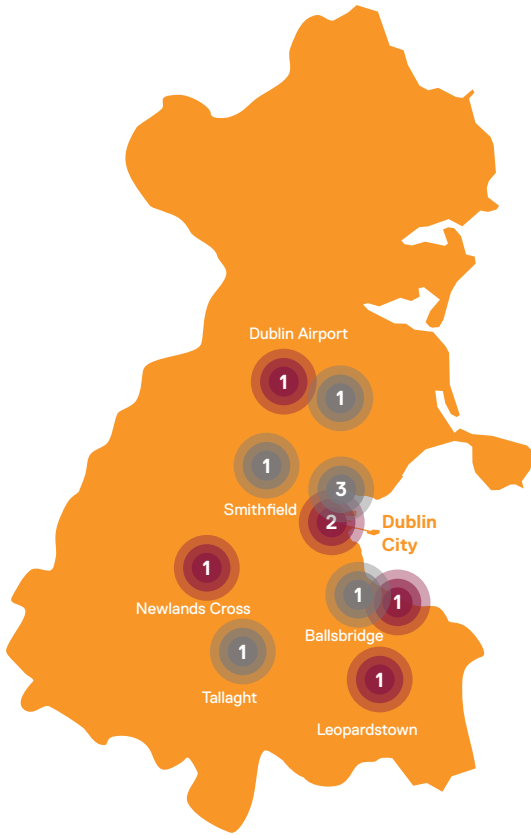 Dublin Airport
1
1
1
3
Smithfield
2
Dublin
City
1
Newlands Cross
1
1
Ballsbridge
1
Tallaght
1
Leopardstown